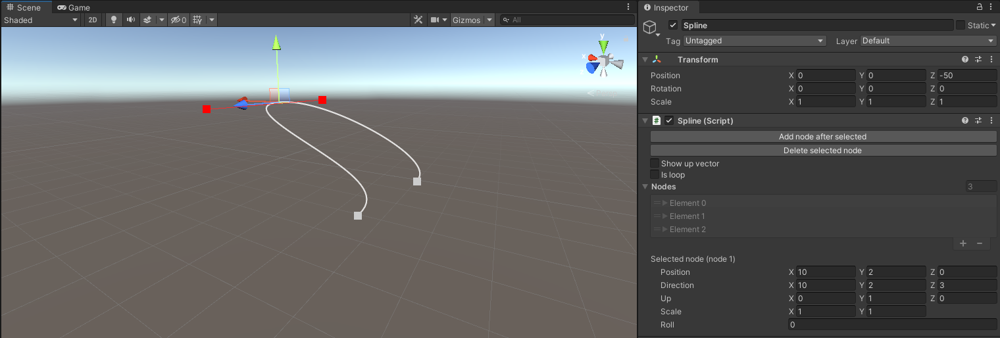 Scene Game
Shaded 2D 0 Gizmos All
y
x
Inspector
Spline Static
Tag Untagged Layer Default
Transform
Position X 0 Y 0 Z -50
Rotation X 0 Y 0 Z 0
Scale X 1 Y 1 Z 1
# Spline (Script)
Add node after selected
Delete selected node
Show up vector
Is loop
Nodes 3
Element 0
Element 1
Element 2
Selected node (node 1)
Position X 10 Y 2 Z 0
Direction X 10 Y 2 Z 3
Up X 0 Y 1 Z 0
Scale X 1 Y 1
Roll 0